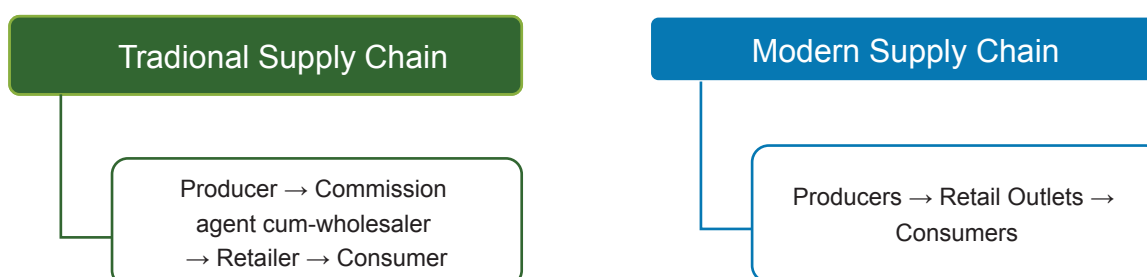 Tradional Supply Chain
Producer → Commission
agent cum-wholesaler
→ Retailer → Consumer
Modern Supply Chain
Producers → Retail Outlets →
Consumers